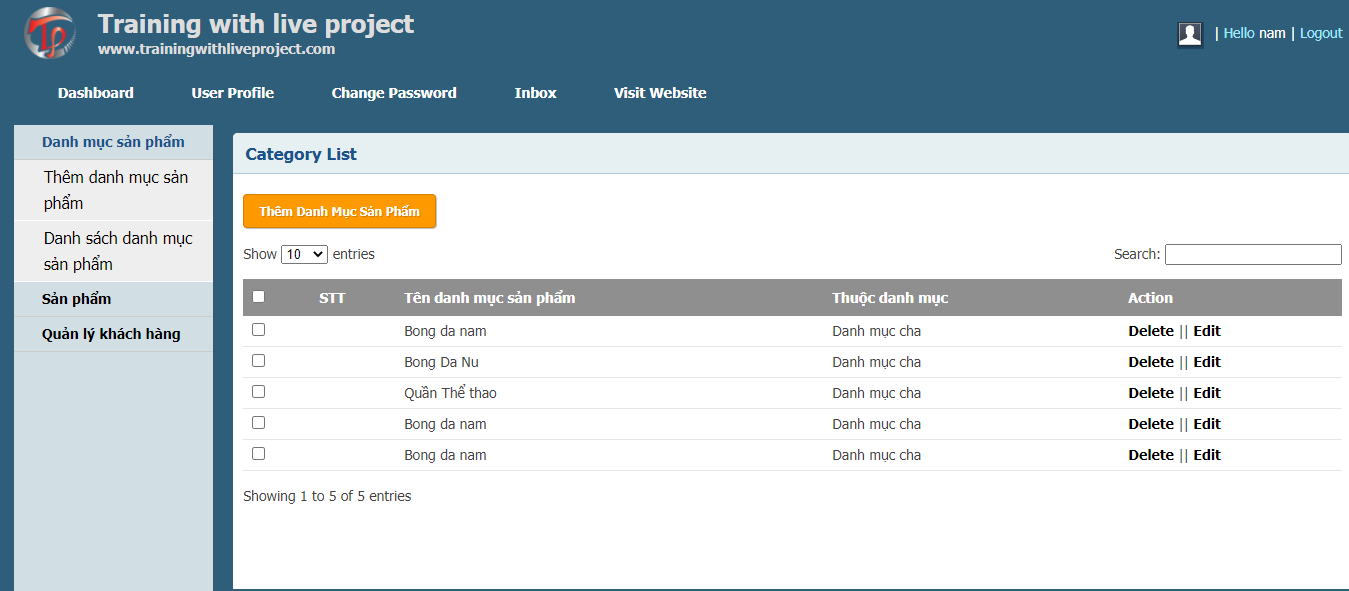 Training with live project
www.trainingwithliveproject.com
| Hello nam | Logout
Dashboard User Profile Change Password Inbox Visit Website
Danh mục sản phẩm
Thêm danh mục sản
phẩm
Danh sách danh mục
sản phẩm
Sản phẩm
Quản lý khách hàng
Category List
Thêm Danh Mục Sản Phẩm
Show 10 entries Search:
STT Tên danh mục sản phẩm Thuộc danh mục Action
Bong da nam Danh mục cha Delete || Edit
Bong Da Nu Danh mục cha Delete || Edit
Quần Thể thao Danh mục cha Delete || Edit
Bong da nam Danh mục cha Delete || Edit
Bong da nam Danh mục cha Delete || Edit
Showing 1 to 5 of 5 entries